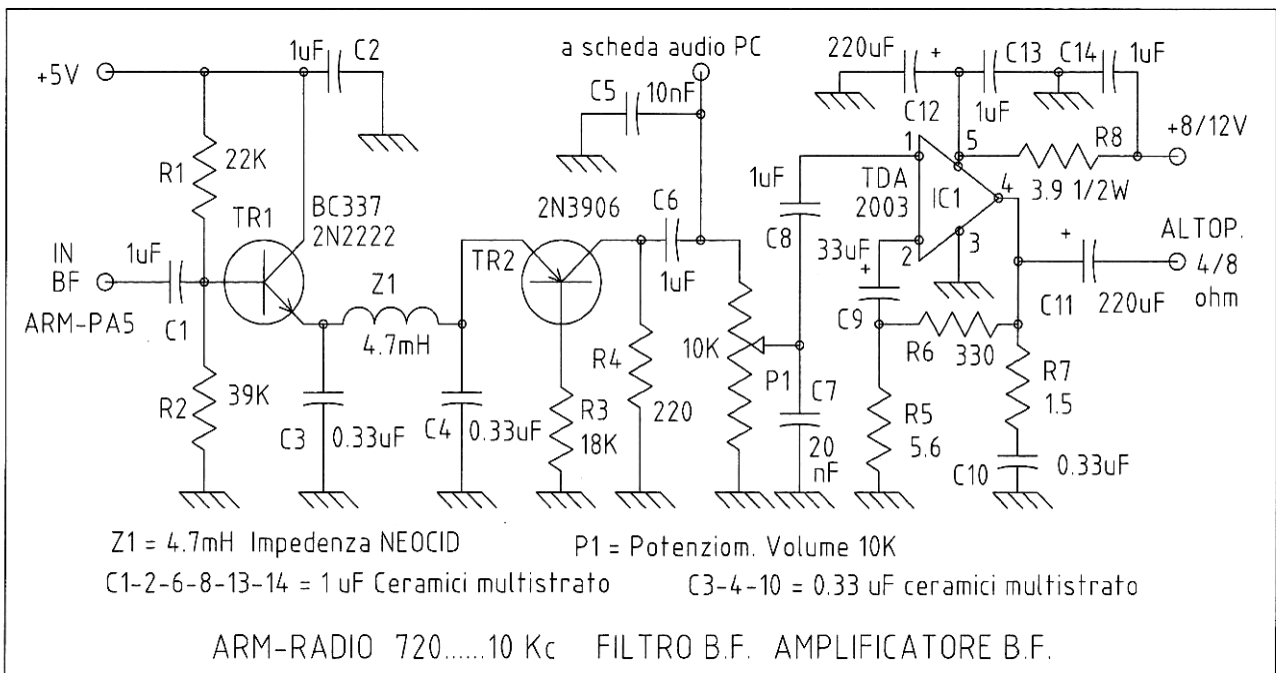 +5V
1uF
C2
a scheda audio PC
220uF
+
C13
C14
1uF
C5
10nF
C12
1uF
R8
+8/12V
R1
22K
1
5
3.9 1/2W
TR1
BC337
2N2222
2N3906
C6
1uF
TDA
2003
IC1
4
IN
BF
1uF
C1
ARM-PA5
Z1
4.7mH
TR2
1uF
C8
33uF
+
2
3
+
ALTOP.
4/8
ohm
C11
220uF
C9
R6
330
R2
39K
C3
0.33uF
C4
0.33uF
R3
18K
R4
220
10K
P1
C7
20
nF
R5
5.6
R7
1.5
C10
0.33uF
Z1 = 4.7mH Impedenza NEOCID
P1 = Potenziom. Volume 10K
C1-2-6-8-13-14 = 1 uF Ceramici multistrato
C3-4-10 = 0.33 uF ceramici multistrato
ARM-RADIO 720......10 Kc FILTRO B.F. AMPLIFICATORE B.F.